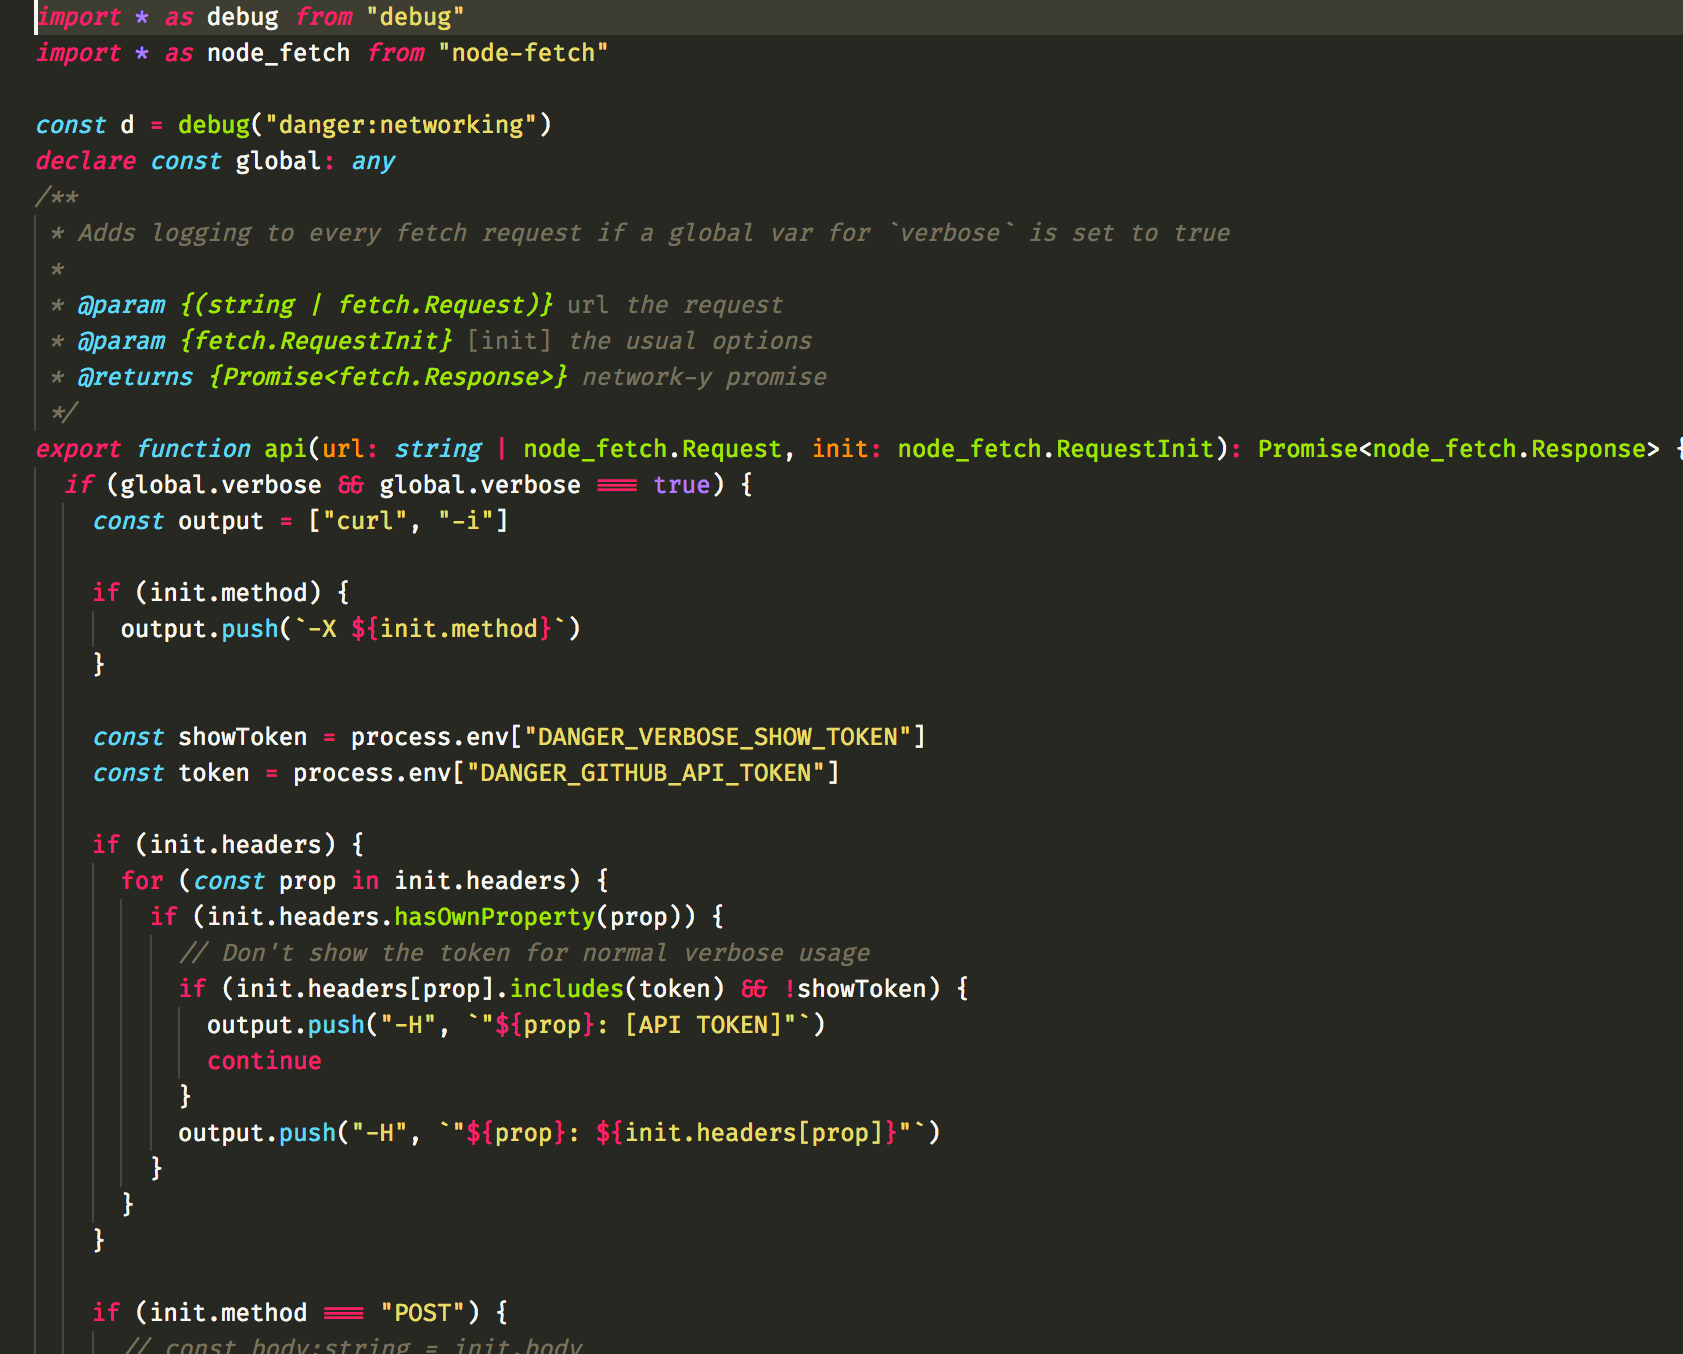 import * as debug from "debug"
import * as node_fetch from "node-fetch"

const d = debug("danger:networking")
declare const global: any
/**
 * Adds logging to every fetch request if a global var for `verbose` is set to true
 *
 * @param {(string | fetch.Request)} url the request
 * @param {fetch.RequestInit} [init] the usual options
 * @returns {Promise<fetch.Response>} network-y promise
 */
export function api(url: string | node_fetch.Request, init: node_fetch.RequestInit): Promise<node_fetch.Response> {
  if (global.verbose && global.verbose === true) {
    const output = ["curl", "-i"]

    if (init.method) {
      output.push(`-X ${init.method}`)
    }

    const showToken = process.env["DANGER_VERBOSE_SHOW_TOKEN"]
    const token = process.env["DANGER_GITHUB_API_TOKEN"]

    if (init.headers) {
      for (const prop in init.headers) {
        if (init.headers.hasOwnProperty(prop)) {
          // Don't show the token for normal verbose usage
          if (init.headers[prop].includes(token) && !showToken) {
            output.push("-H", `"${prop}: [API TOKEN]"`)
            continue
          }
          output.push("-H", `"${prop}: ${init.headers[prop]}"`)
        }
      }
    }

    if (init.method === "POST") {
      // const body:string = init.body